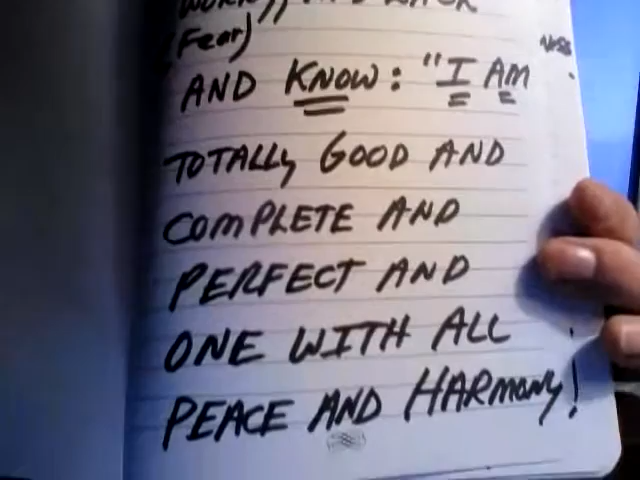 Fear)
AND KNOW: "I AM
TOTALLY GOOD AND
COMPLETE AND
PERFECT AND
ONE WITH ALL
PEACE AND HARMONY!